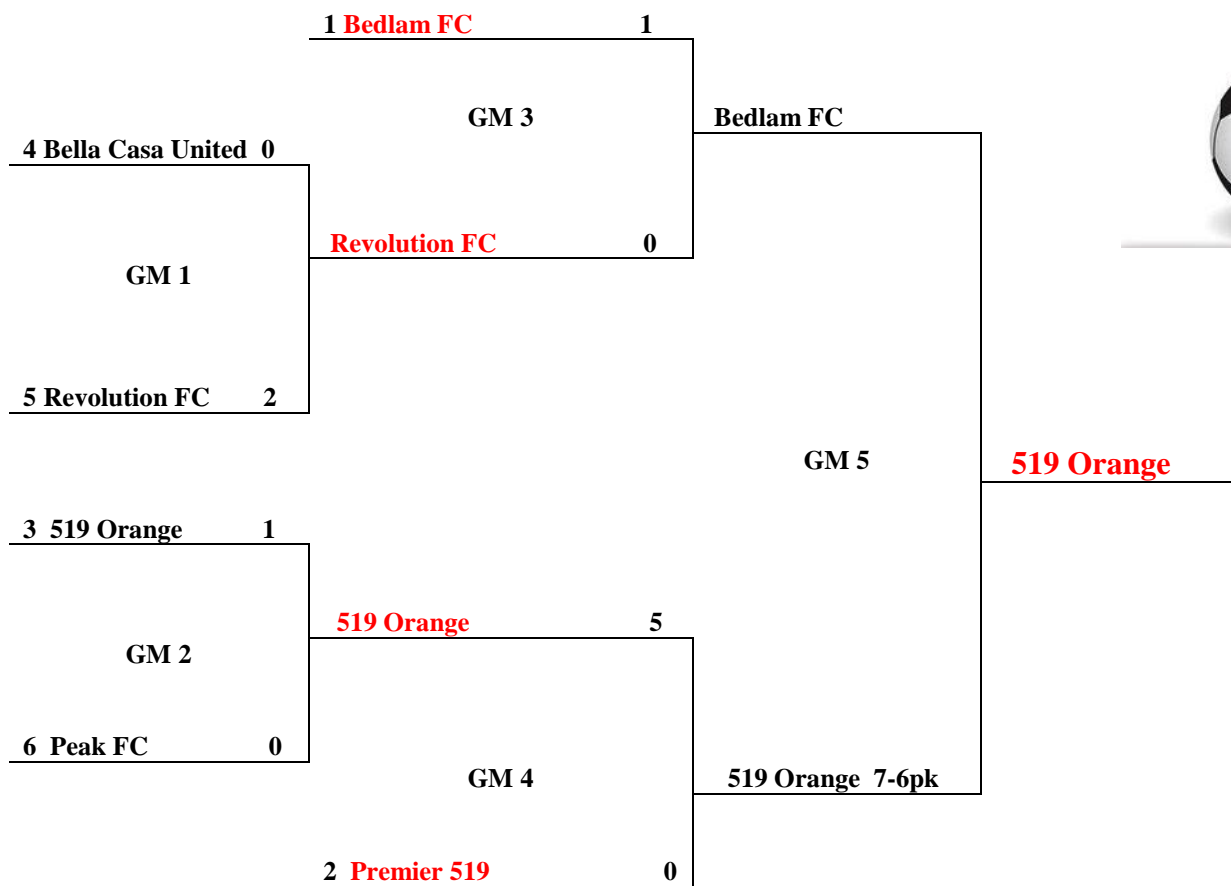 1 Bedlam FC 1
GM 3
Bedlam FC
4 Bella Casa United 0
Revolution FC 0
GM 1
5 Revolution FC 2
GM 5
519 Orange
3 519 Orange 1
519 Orange 5
GM 2
6 Peak FC 0
GM 4
519 Orange 7-6pk
2 Premier 519 0